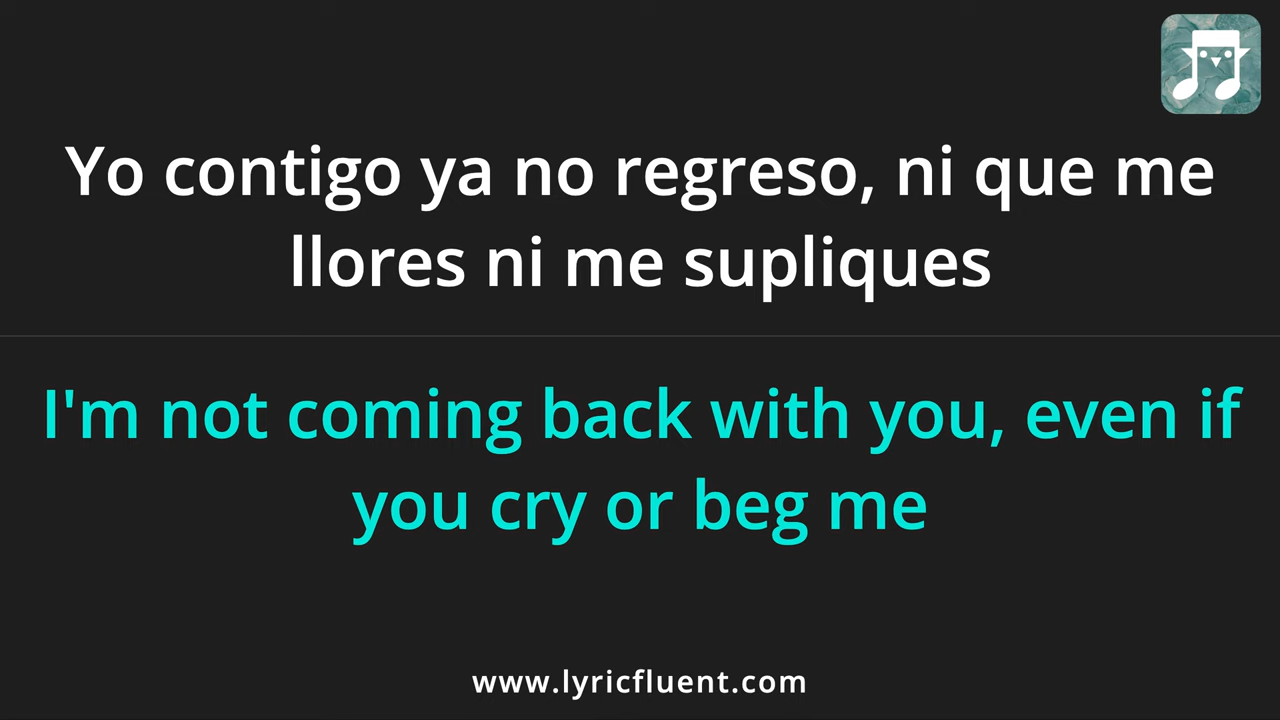 Yo contigo ya no regreso, ni que me
llores ni me supliques
I'm not coming back with you, even if
you cry or beg me
www.lyricfluent.com